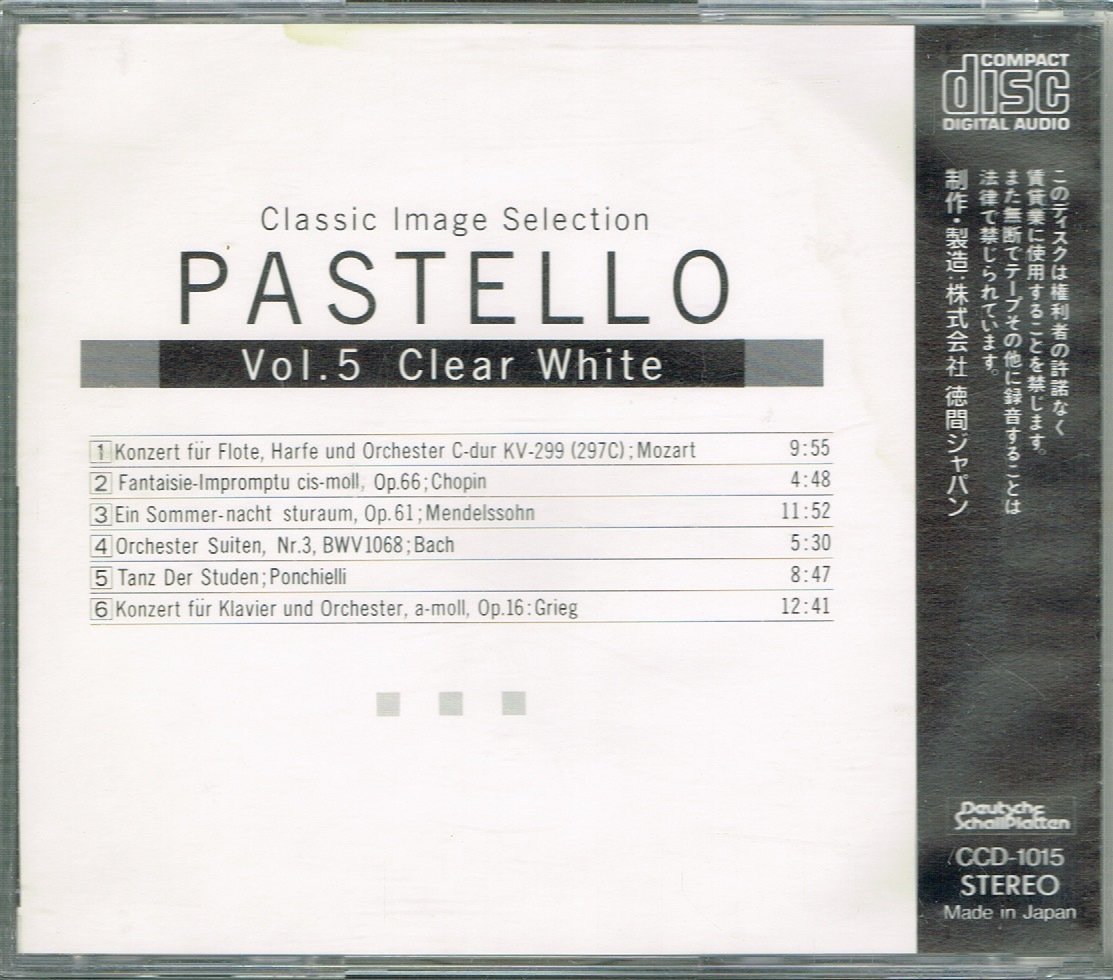 Classic Image Selection
PASTELLO
Vol.5 Clear White
1 Konzert für Flote, Harfe und Orchester C-dur KV-299 (297C); Mozart 9:55
2 Fantaisie-Impromptu cis-moll, Op.66; Chopin 4:48
3 Ein Sommer-nacht sturaum, Op.61; Mendelssohn 11:52
4 Orchester Suiten, Nr.3, BWV1068; Bach 5:30
5 Tanz Der Studen; Ponchielli 8:47
6 Konzert für Klavier und Orchester, a-moll, Op.16: Grieg 12:41
COMPACT
disc
DIGITAL AUDIO
このディスクは権利者の許諾なく
賃貸業に使用することを禁じます。
また無断でテープその他に録音することは
法律で禁じられています。
制作・製造:株式会社 徳間ジャパン
Deutsche
SchallPlatten
CCD-1015
STEREO
Made in Japan